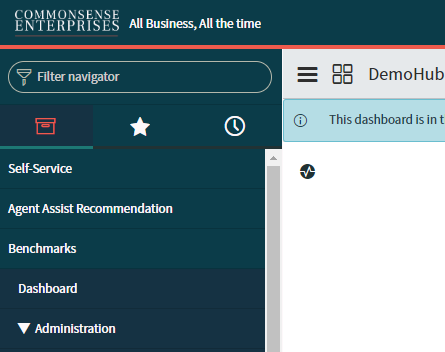 COMMONSENSE
ENTERPRISES
All Business, All the time
Filter navigator
DemoHub
This dashboard is in t
Self-Service
Agent Assist Recommendation
Benchmarks
Dashboard
Administration